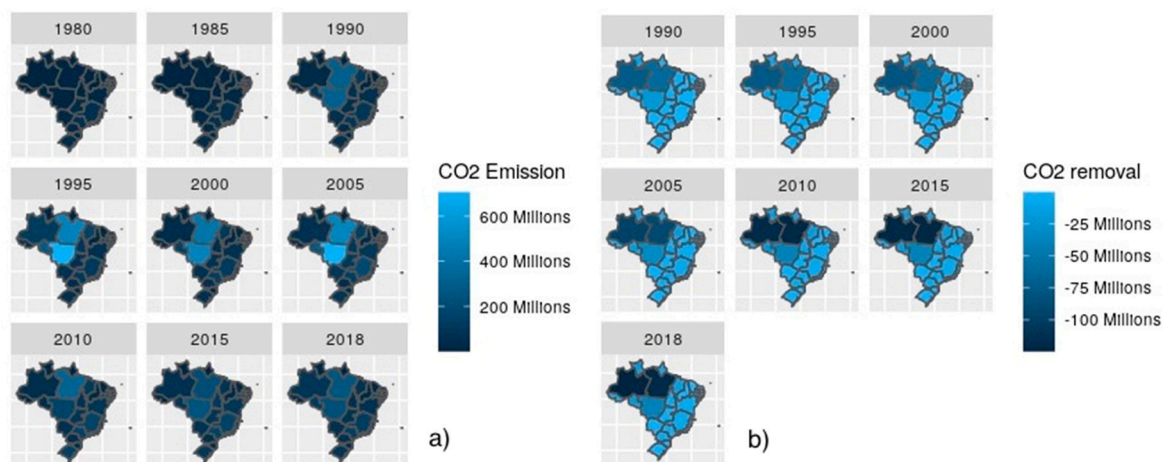 1980 1985 1990
1995 2000 2005
2010 2015 2018
CO2 Emission
600 Millions
400 Millions
200 Millions
a)
1990 1995 2000
2005 2010 2015
2018
CO2 removal
-25 Millions
-50 Millions
-75 Millions
-100 Millions
b)